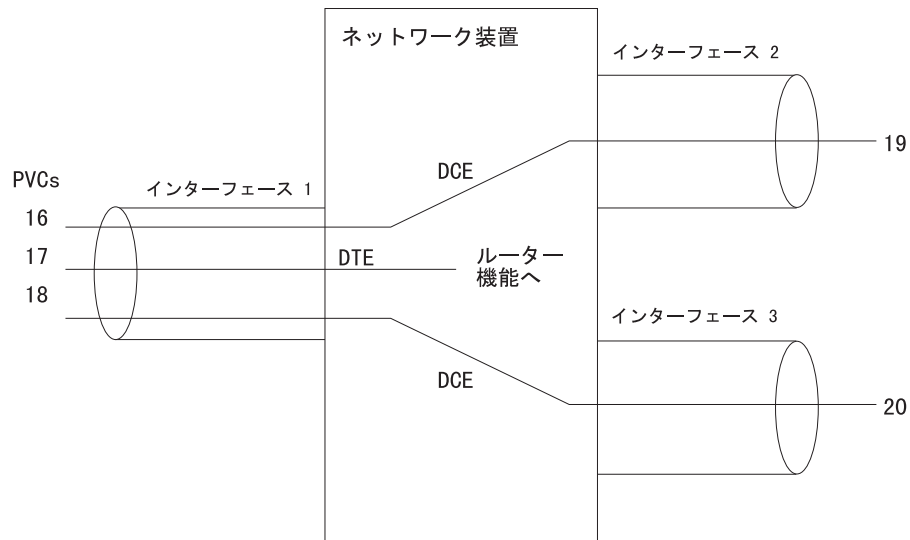 ネットワーク装置
インターフェース 2
19
DCE
PVCs
インターフェース 1
16
17
DTE
ルーター
機能へ
18
インターフェース 3
DCE
20